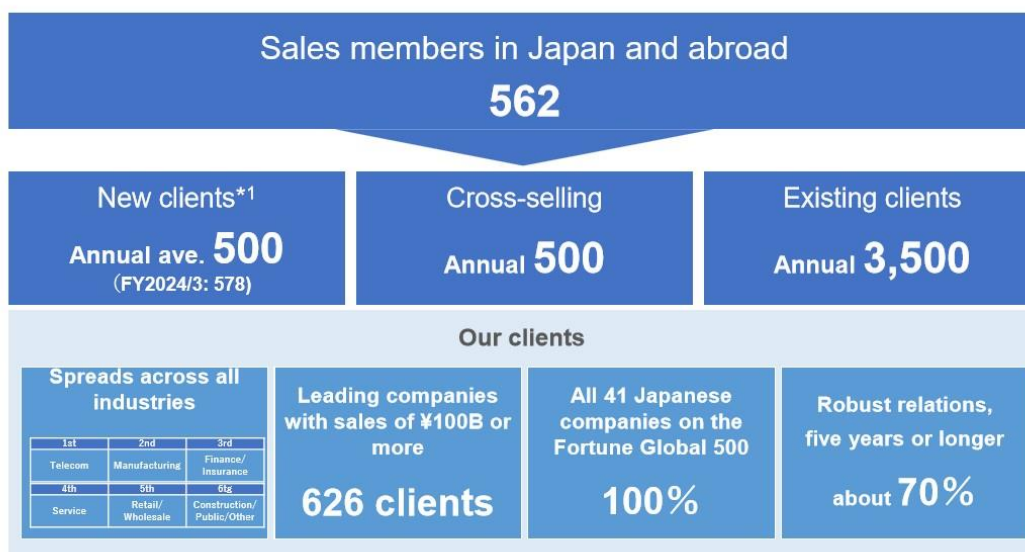 Sales members in Japan and abroad
562
New clients*1
Annual ave. 500
(FY2024/3: 578)
Cross-selling
Annual 500
Existing clients
Annual 3,500
Our clients
Spreads across all
industries
1st 2nd 3rd
Telecom Manufacturing Finance/
Insurance
4th 5th 6tg
Service Retail/
Wholesale Construction/
Public/Other
Leading companies
with sales of ¥100B or
more
626 clients
All 41 Japanese
companies on the
Fortune Global 500
100%
Robust relations,
five years or longer
about 70%